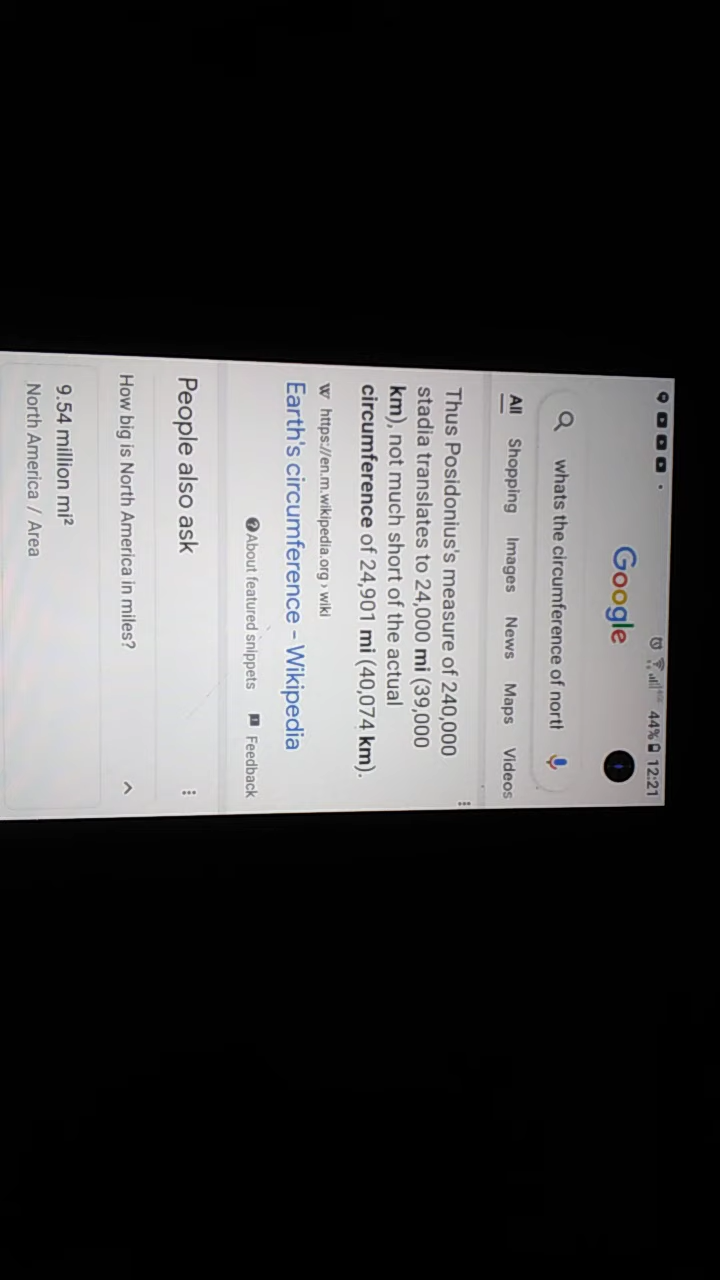 44% 12:21
Google
whats the circumference of nort
All Shopping Images News Maps Videos
Thus Posidonius's measure of 240,000
stadia translates to 24,000 mi (39,000
km), not much short of the actual
circumference of 24,901 mi (40,074 km).
W https://en.m.wikipedia.org › wiki
Earth's circumference - Wikipedia
About featured snippets Feedback
People also ask
How big is North America in miles?
9.54 million mi²
North America / Area